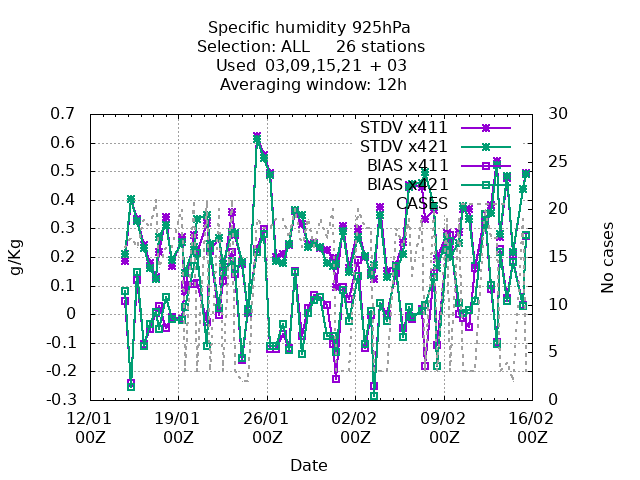 Specific humidity 925hPa
Selection: ALL 26 stations
Used 03,09,15,21 + 03
Averaging window: 12h
0.7
0.6
0.5
0.4
0.3
0.2
0.1
0
-0.1
-0.2
-0.3
g/Kg
STDV x411
STDV x421
BIAS x411
BIAS x421
CASES
30
25
20
15
10
5
0
No cases
12/01 19/01 26/01 02/02 09/02 16/02
00Z 00Z 00Z 00Z 00Z 00Z
Date